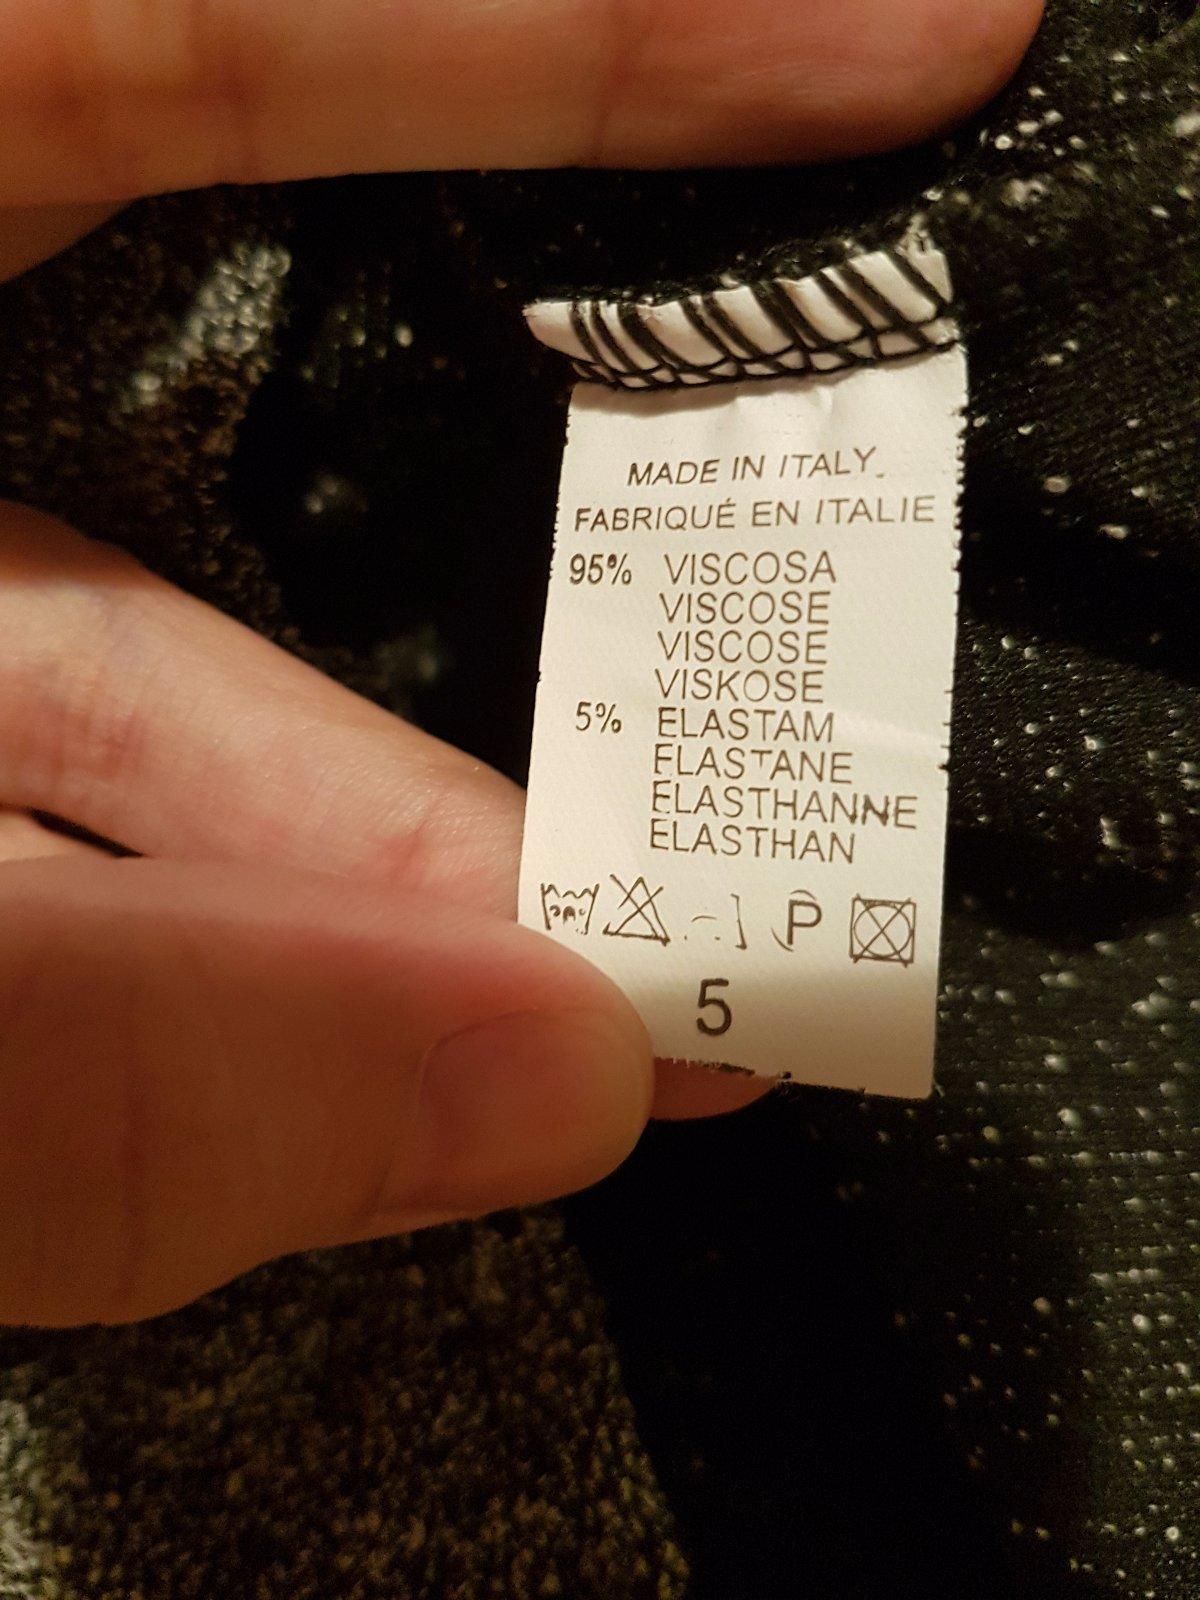 MADE IN ITALY
FABRIQUÉ EN ITALIE
95% VISCOSA
VISCOSE
VISCOSE
VISKOSE
5% ELASTAM
ELASTANE
ELASTHANNE
ELASTHAN
P
5